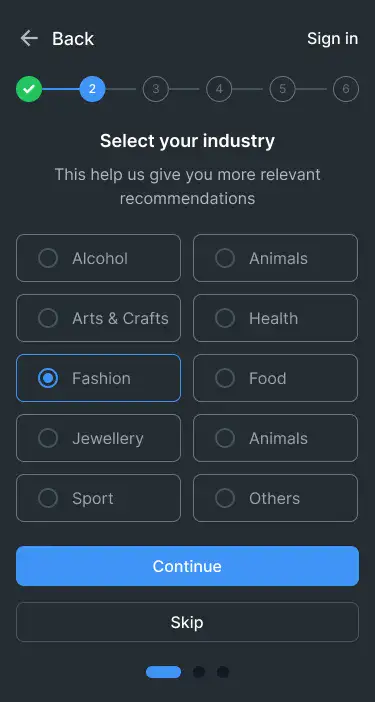 Back
Sign in
2 3 4 5 6
Select your industry
This help us give you more relevant
recommendations
Alcohol
Animals
Arts & Crafts
Health
Fashion
Food
Jewellery
Animals
Sport
Others
Continue
Skip